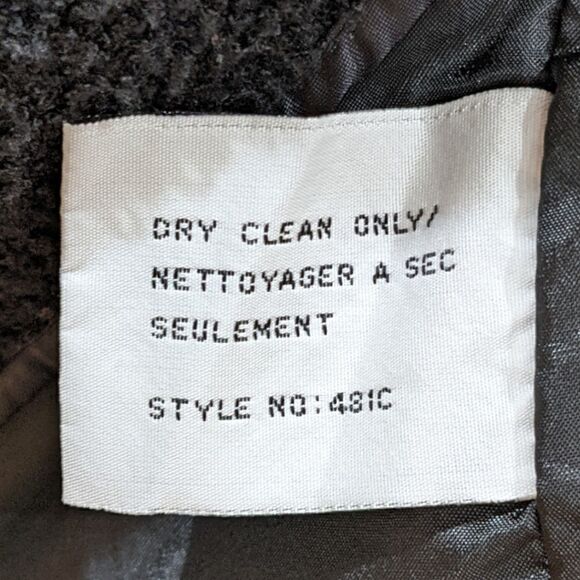 DRY CLEAN ONLY/
NETTOYAGER A SEC
SEULEMENT
STYLE NO:481C